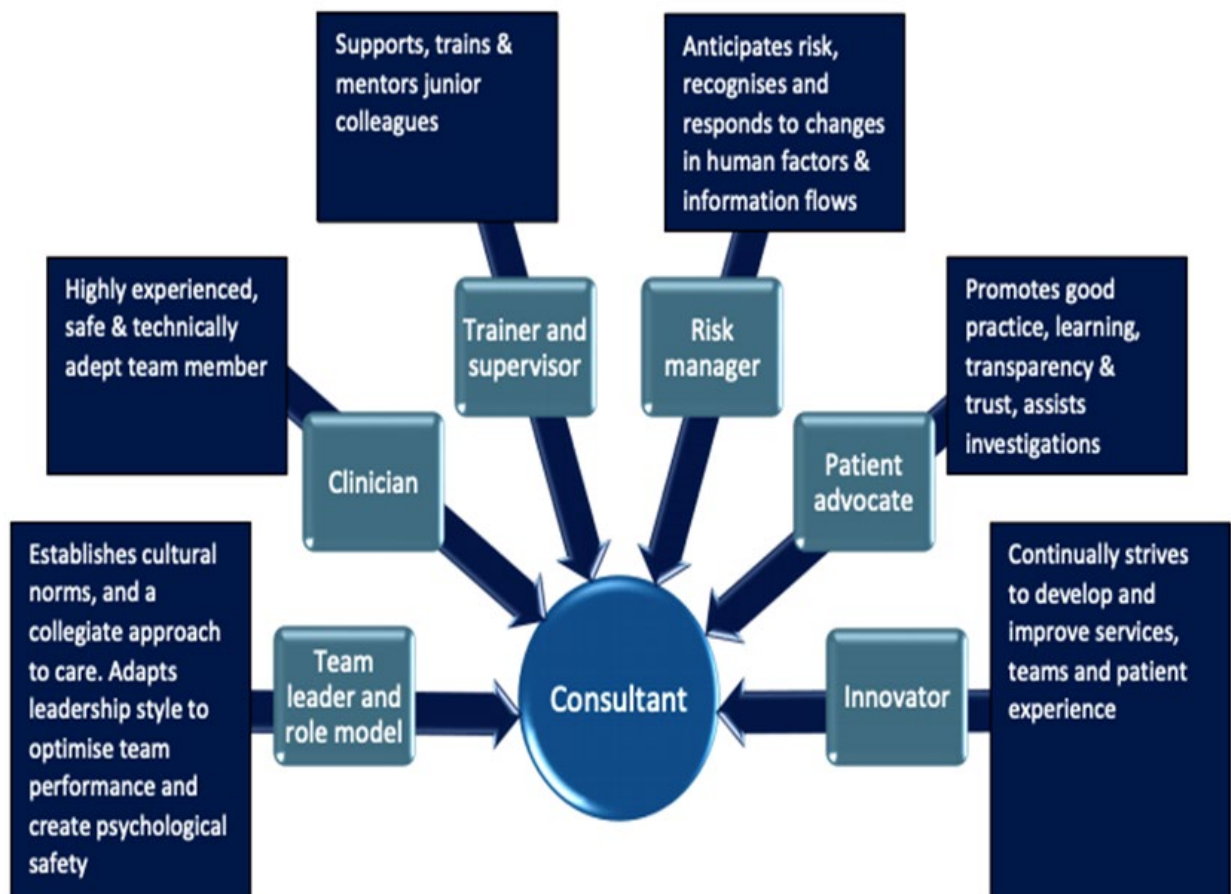 Supports, trains &
mentors junior
colleagues
Anticipates risk,
recognises and
responds to changes
in human factors &
information flows
Highly experienced,
safe & technically
adept team member
Trainer and
supervisor
Risk
manager
Promotes good
practice, learning,
transparency &
trust, assists
investigations
Clinician
Patient
advocate
Establishes cultural
norms, and a
collegiate approach
to care. Adapts
leadership style to
optimise team
performance and
create psychological
safety
Team
leader and
role model
Consultant
Innovator
Continually strives
to develop and
improve services,
teams and patient
experience